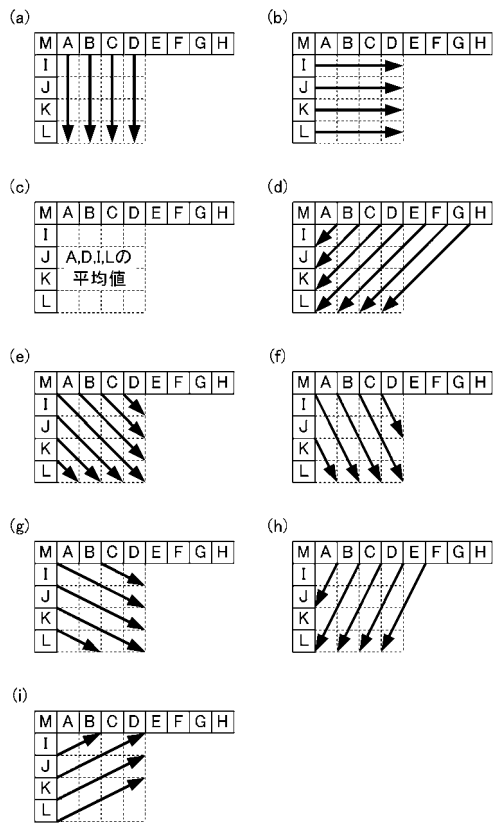 (a)
M A B C D E F G H
I
J
K
L
(b)
M A B C D E F G H
I
J
K
L
(c)
M A B C D E F G H
I
J A,D,I,Lの
K 平均値
L
(d)
M A B C D E F G H
I
J
K
L
(e)
M A B C D E F G H
I
J
K
L
(f)
M A B C D E F G H
I
J
K
L
(g)
M A B C D E F G H
I
J
K
L
(h)
M A B C D E F G H
I
J
K
L
(i)
M A B C D E F G H
I
J
K
L